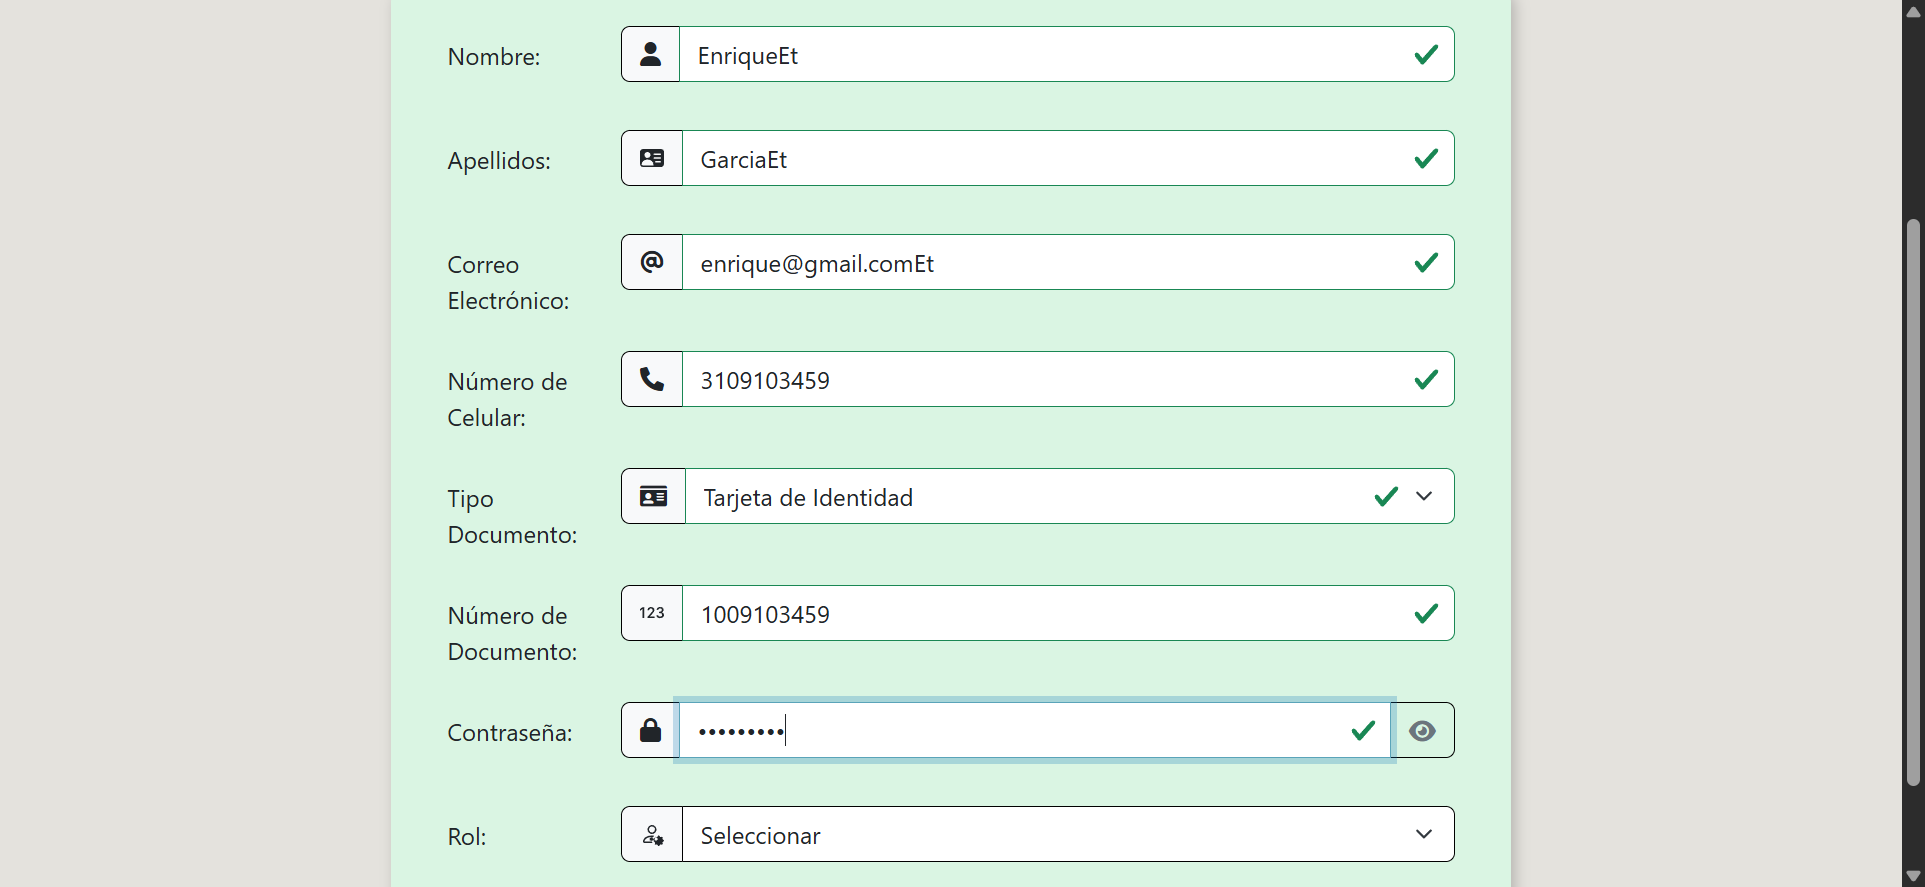 Nombre:
EnriqueEt
Apellidos:
GarciaEt
Correo
Electrónico:
enrique@gmail.comEt
Número de
Celular:
3109103459
Tipo
Documento:
Tarjeta de Identidad
Número de
Documento:
123
1009103459
Contraseña:
•••••••••
Rol:
Seleccionar